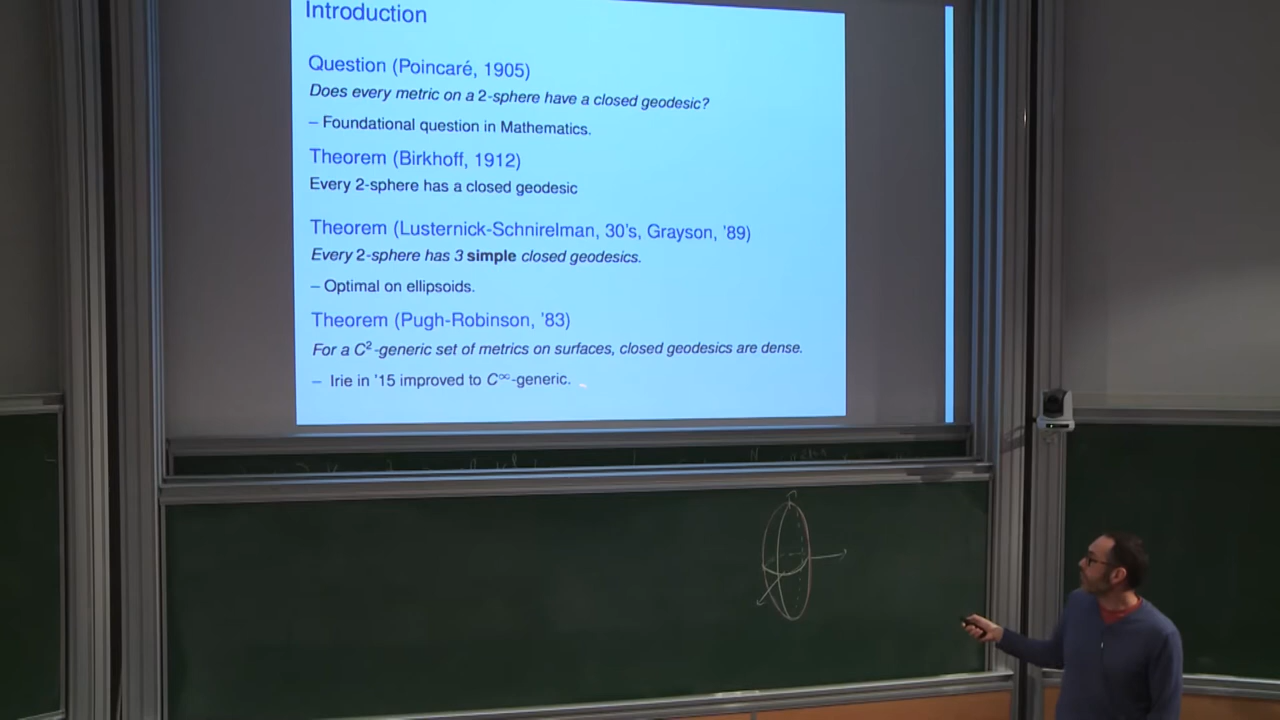 Introduction
Question (Poincaré, 1905)
Does every metric on a 2-sphere have a closed geodesic?
– Foundational question in Mathematics.
Theorem (Birkhoff, 1912)
Every 2-sphere has a closed geodesic
Theorem (Lusternick-Schnirelman, 30's, Grayson, '89)
Every 2-sphere has 3 simple closed geodesics.
– Optimal on ellipsoids.
Theorem (Pugh-Robinson, '83)
For a C²-generic set of metrics on surfaces, closed geodesics are dense.
– Irie in '15 improved to C∞-generic.